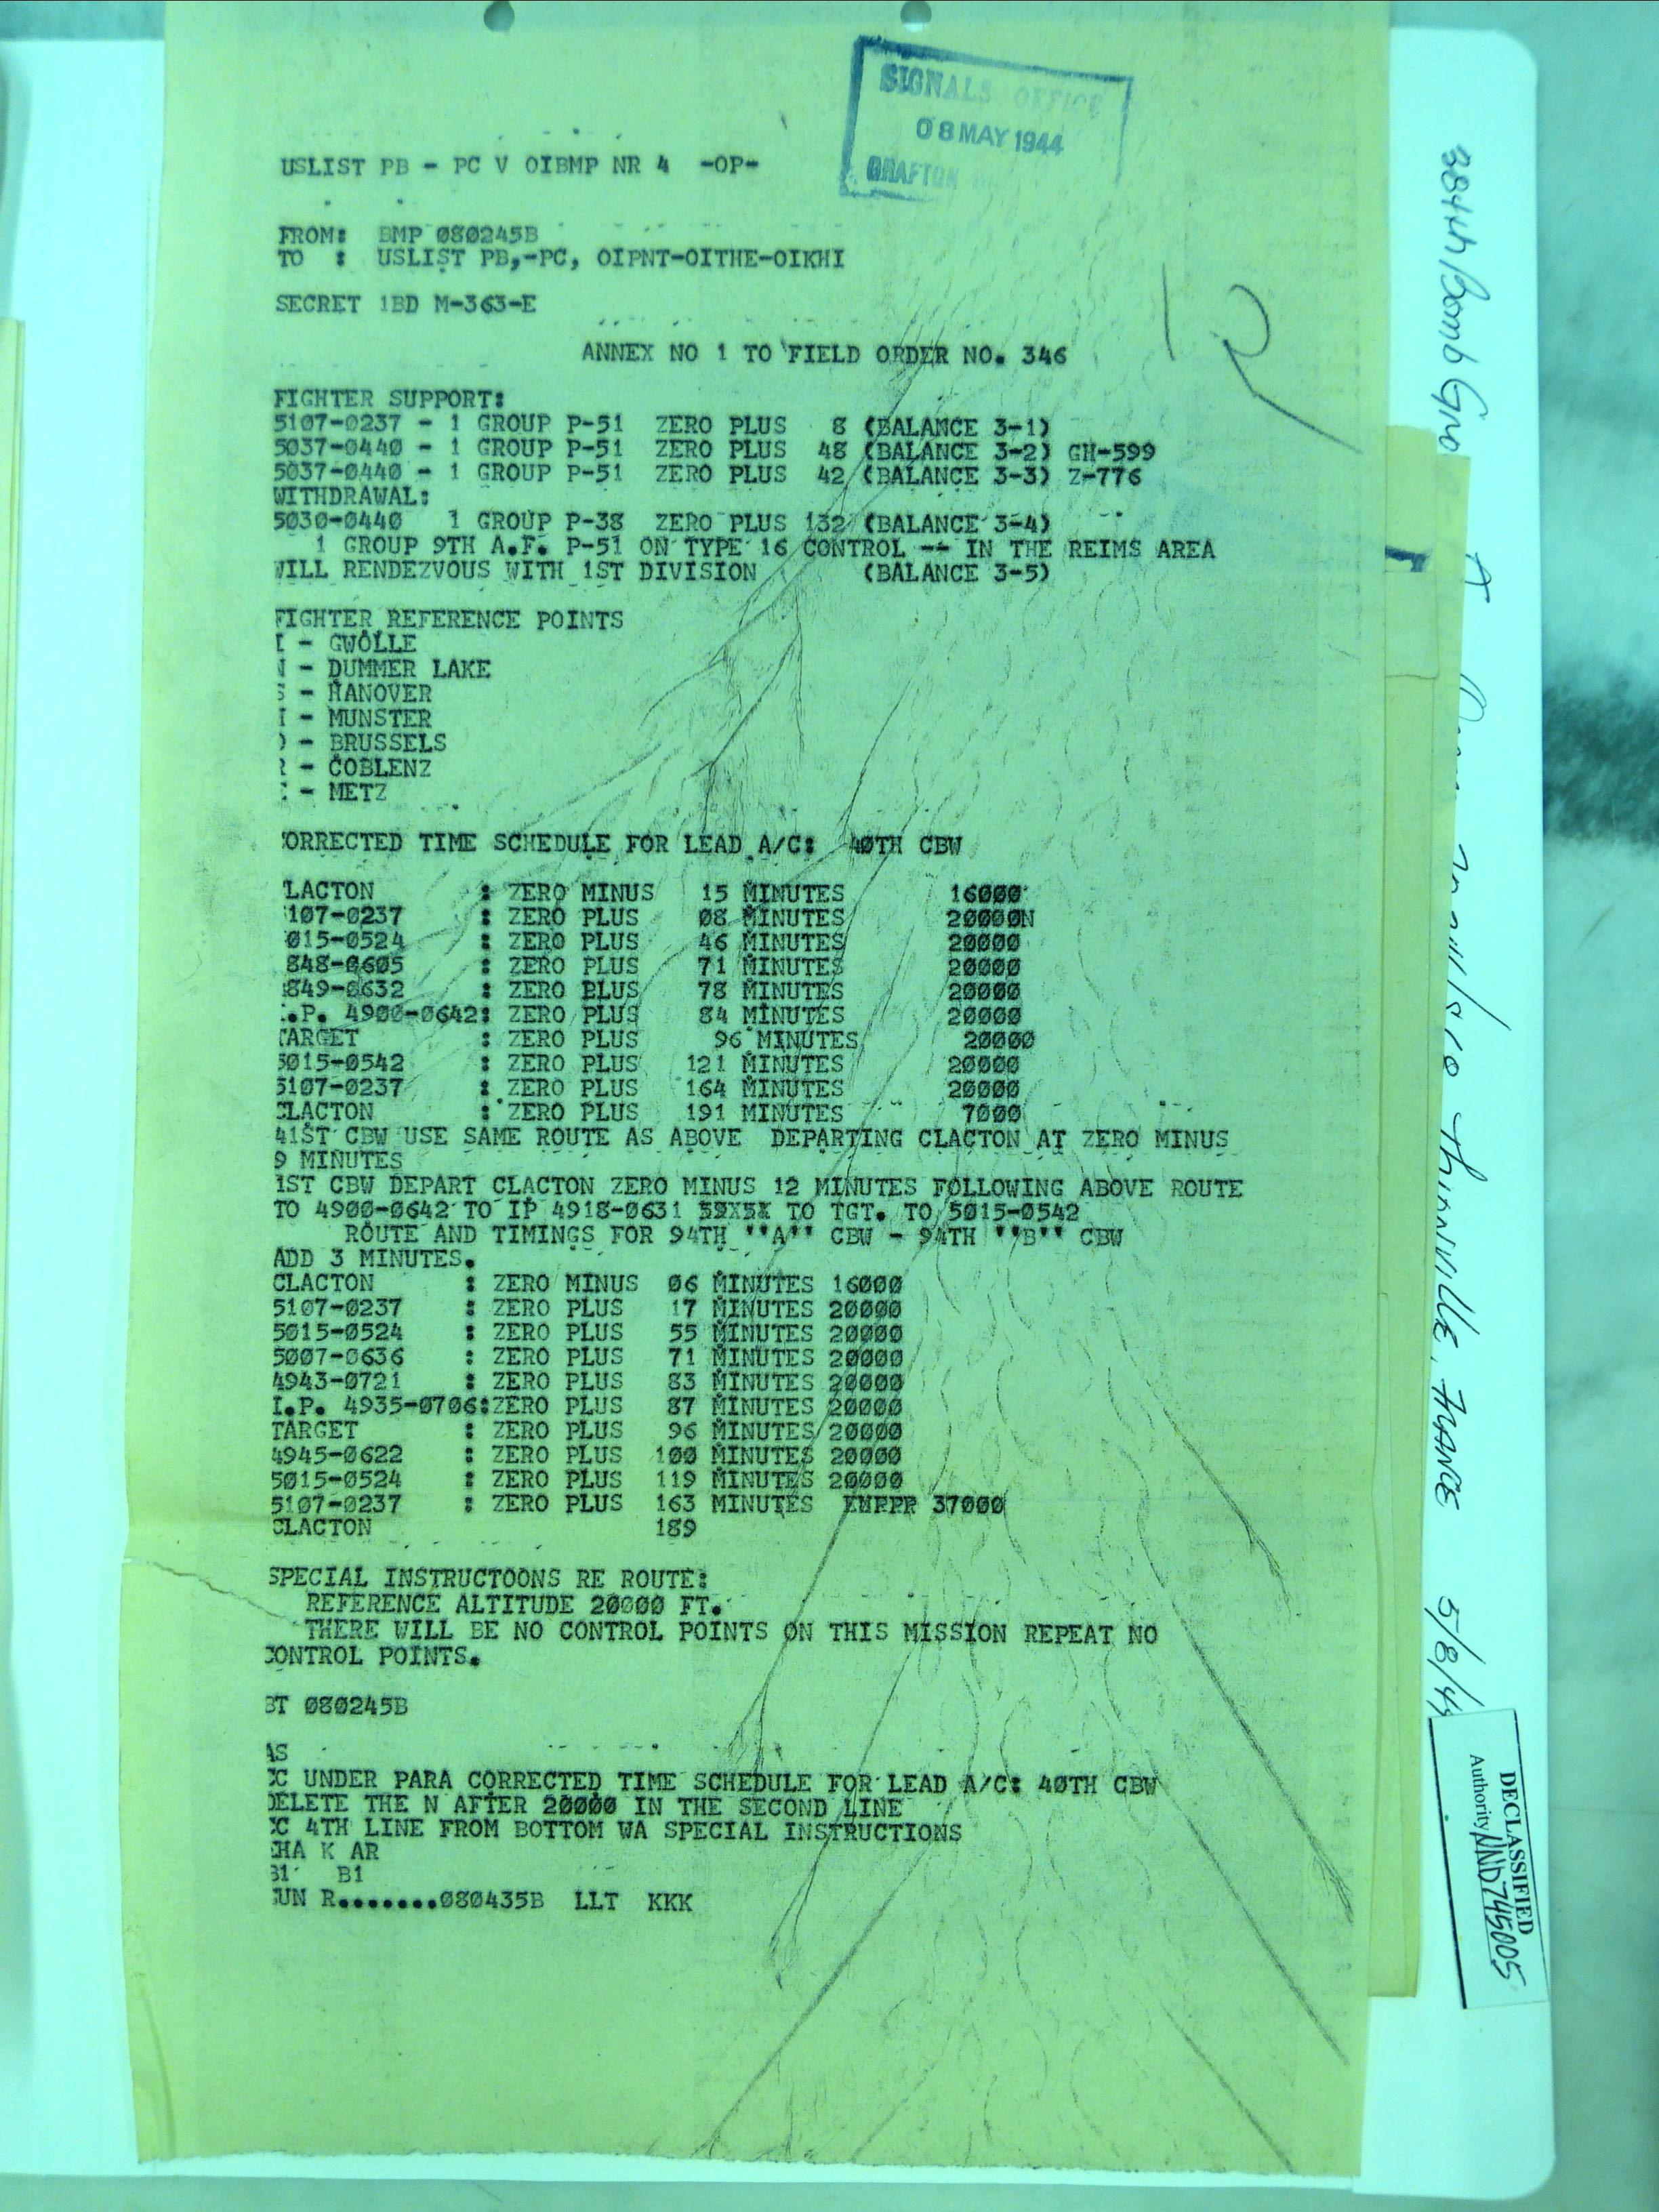 SIGNALS OFFICE
08 MAY 1944
GRAFTON
USLIST PB - PC V OIBMP NR 4 -OP-
FROM: BMP 080245B
TO : USLIST PB,-PC, OIPNT-OITHE-OIKHI
SECRET 1BD M-363-E
ANNEX NO 1 TO FIELD ORDER NO. 346
FIGHTER SUPPORT:
5107-0237 - 1 GROUP P-51 ZERO PLUS 8 (BALANCE 3-1)
5037-0440 - 1 GROUP P-51 ZERO PLUS 48 (BALANCE 3-2) GH-599
5037-0440 - 1 GROUP P-51 ZERO PLUS 42 (BALANCE 3-3) Z-776
WITHDRAWAL:
5030-0440 1 GROUP P-38 ZERO PLUS 132 (BALANCE 3-4)
1 GROUP 9TH A.F. P-51 ON TYPE 16 CONTROL -- IN THE REIMS AREA
WILL RENDEZVOUS WITH 1ST DIVISION (BALANCE 3-5)
FIGHTER REFERENCE POINTS
- GWOLLE
- DUMMER LAKE
- HANOVER
- MUNSTER
- BRUSSELS
- COBLENZ
- METZ
ORRECTED TIME SCHEDULE FOR LEAD A/C: 40TH CBW
LACTON : ZERO MINUS 15 MINUTES 16000
107-0237 : ZERO PLUS 08 MINUTES 20000N
015-0524 : ZERO PLUS 46 MINUTES 20000
848-0605 : ZERO PLUS 71 MINUTES 20000
849-0632 : ZERO PLUS 78 MINUTES 20000
.P. 4900-0642: ZERO PLUS 84 MINUTES 20000
TARGET : ZERO PLUS 96 MINUTES 20000
5015-0542 : ZERO PLUS 121 MINUTES 20000
5107-0237 : ZERO PLUS 164 MINUTES 20000
CLACTON : ZERO PLUS 191 MINUTES 7000
41ST CBW USE SAME ROUTE AS ABOVE DEPARTING CLACTON AT ZERO MINUS
9 MINUTES
1ST CBW DEPART CLACTON ZERO MINUS 12 MINUTES FOLLOWING ABOVE ROUTE
TO 4900-0642 TO IP 4918-0631 TO TGT. TO 5015-0542
ROUTE AND TIMINGS FOR 94TH ""A"" CBW - 94TH ""B"" CBW
ADD 3 MINUTES.
CLACTON : ZERO MINUS 06 MINUTES 16000
5107-0237 : ZERO PLUS 17 MINUTES 20000
5015-0524 : ZERO PLUS 55 MINUTES 20000
5007-0636 : ZERO PLUS 71 MINUTES 20000
4943-0721 : ZERO PLUS 83 MINUTES 20000
I.P. 4935-0706:ZERO PLUS 87 MINUTES 20000
TARGET : ZERO PLUS 96 MINUTES 20000
4945-0622 : ZERO PLUS 100 MINUTES 20000
5015-0524 : ZERO PLUS 119 MINUTES 20000
5107-0237 : ZERO PLUS 163 MINUTES 37000
CLACTON 189
SPECIAL INSTRUCTOONS RE ROUTE:
REFERENCE ALTITUDE 20000 FT.
THERE WILL BE NO CONTROL POINTS ON THIS MISSION REPEAT NO
CONTROL POINTS.
BT 080245B
AS
C UNDER PARA CORRECTED TIME SCHEDULE FOR LEAD A/C: 40TH CBW
DELETE THE N AFTER 20000 IN THE SECOND LINE
C 4TH LINE FROM BOTTOM WA SPECIAL INSTRUCTIONS
HA K AR
B1 B1
UN R.......080435B LLT KKK
384th Bomb Gro
Thionville, France 5/8/44
DECLASSIFIED
Authority NND745005